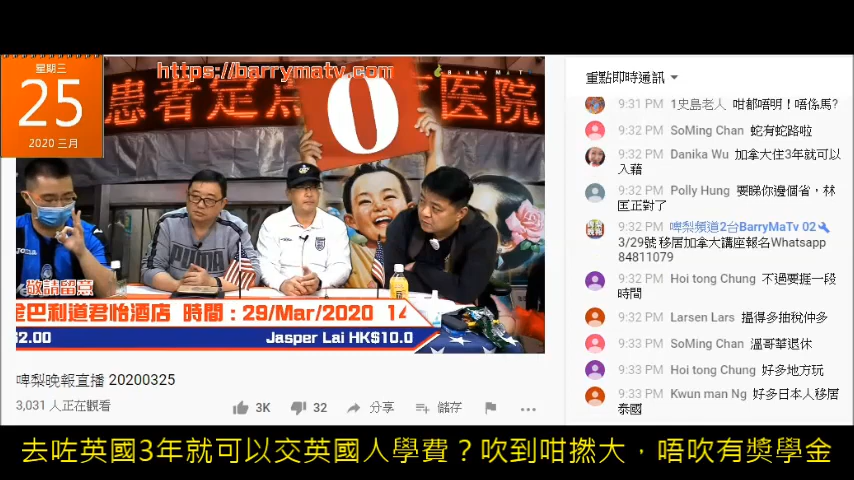 星期三
25
2020 三月
https://barrymatv.com
BARRYMATV
患者定點
0
医院
PUMA
敬請留意
金巴利道君怡酒店 時間：29/Mar/2020 14
$2.00 Jasper Lai HK$10.0
啤梨晚報直播 20200325
3,031 人正在觀看
3K
32
分享
儲存
重點即時通訊
9:31 PM 1史島老人 咁都唔明！唔係馬?
9:32 PM SoMing Chan 蛇有蛇路啦
9:32 PM Danika Wu 加拿大住3年就可以
入藉
9:32 PM Polly Hung 要睇你邊個省，林
匡正對了
9:32 PM 啤梨頻道2台BarryMaTv 02
3/29號 移居加拿大講座報名Whatsapp
84811079
9:32 PM Hoi tong Chung 不過要捱一段
時間
9:32 PM Larsen Lars 搵得多抽稅仲多
9:33 PM SoMing Chan 溫哥華退休
9:33 PM Hoi tong Chung 好多地方玩
9:33 PM Kwun man Ng 好多日本人移居
泰國
去咗英國3年就可以交英國人學費？吹到咁撚大，唔吹有獎學金